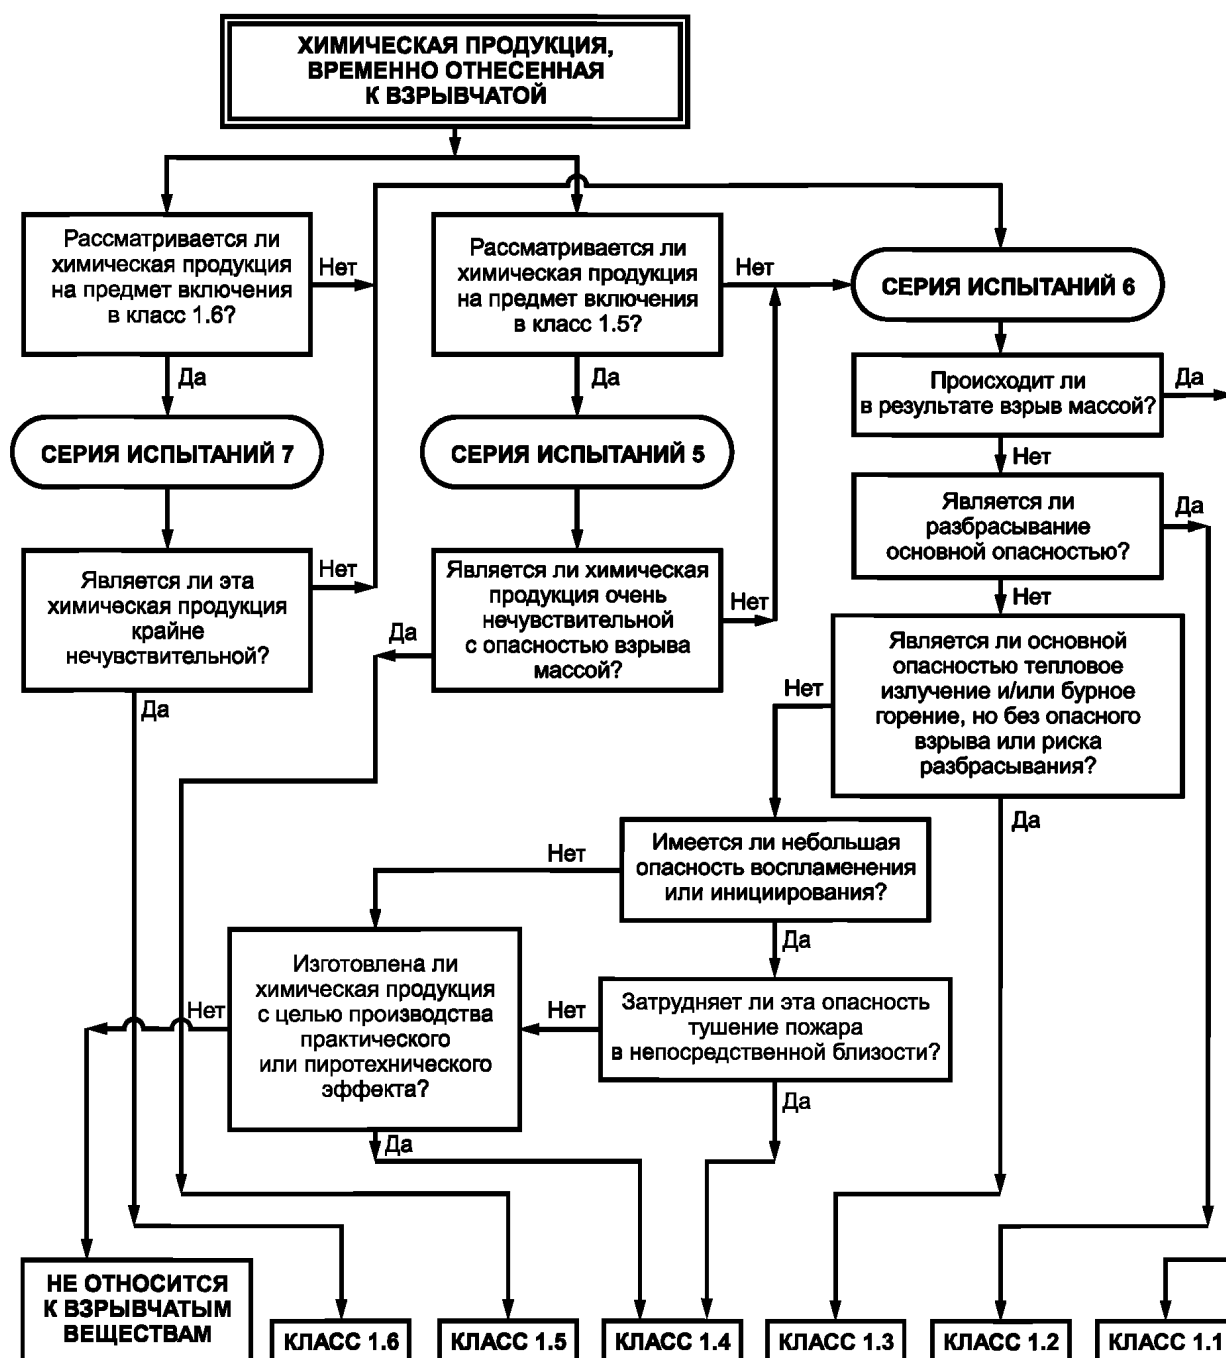 ХИМИЧЕСКАЯ ПРОДУКЦИЯ,
ВРЕМЕННО ОТНЕСЕННАЯ
К ВЗРЫВЧАТОЙ
Рассматривается ли
химическая продукция
на предмет включения
в класс 1.6?
Нет
Да
Рассматривается ли
химическая продукция
на предмет включения
в класс 1.5?
Нет
Да
СЕРИЯ ИСПЫТАНИЙ 6
Происходит ли
в результате взрыв массой?
Да
Нет
СЕРИЯ ИСПЫТАНИЙ 7
СЕРИЯ ИСПЫТАНИЙ 5
Является ли
разбрасывание
основной опасностью?
Да
Нет
Является ли эта
химическая продукция
крайне
нечувствительной?
Нет
Да
Является ли химическая
продукция очень
нечувствительной
с опасностью взрыва
массой?
Нет
Да
Является ли основной
опасностью тепловое
излучение и/или бурное
горение, но без опасного
взрыва или риска
разбрасывания?
Нет
Да
Имеется ли небольшая
опасность воспламенения
или инициирования?
Нет
Да
Изготовлена ли
химическая продукция
с целью производства
практического
или пиротехнического
эффекта?
Нет
Да
Затрудняет ли эта опасность
тушение пожара
в непосредственной близости?
Нет
Да
НЕ ОТНОСИТСЯ
К ВЗРЫВЧАТЫМ
ВЕЩЕСТВАМ
КЛАСС 1.6
КЛАСС 1.5
КЛАСС 1.4
КЛАСС 1.3
КЛАСС 1.2
КЛАСС 1.1